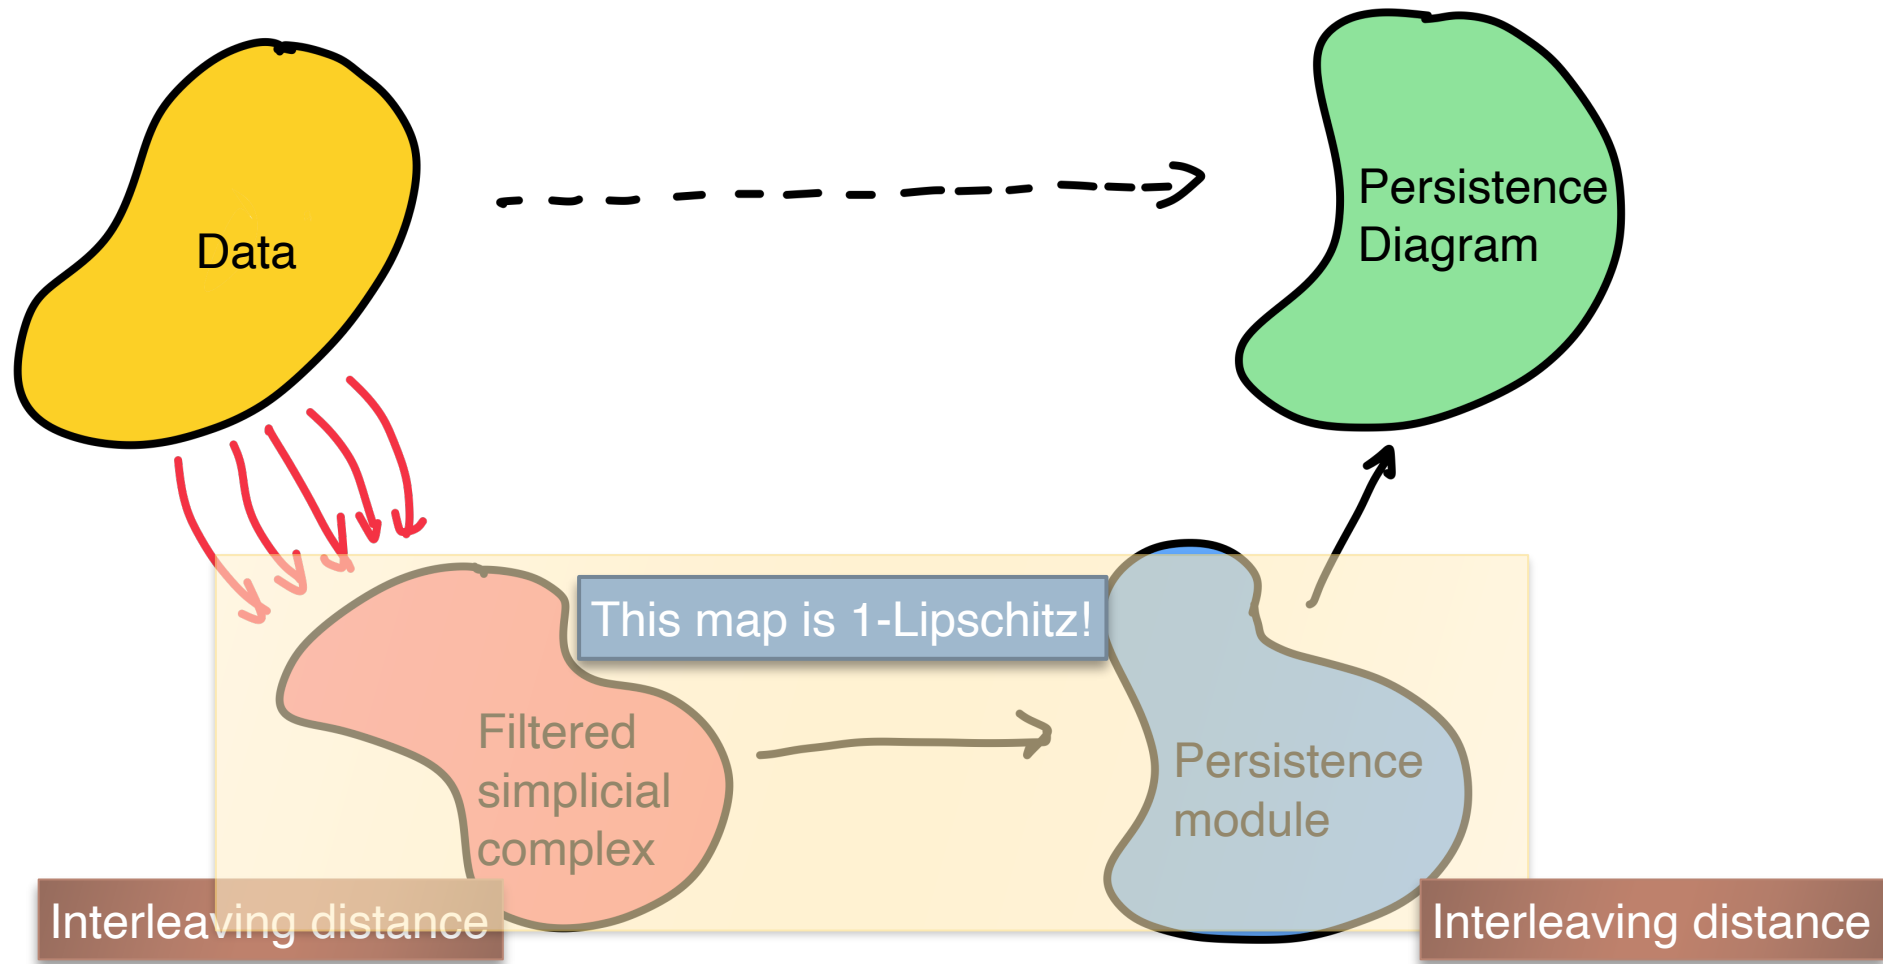 Data
Persistence
Diagram
This map is 1-Lipschitz!
Filtered
simplicial
complex
Persistence
module
Interleaving distance
Interleaving distance